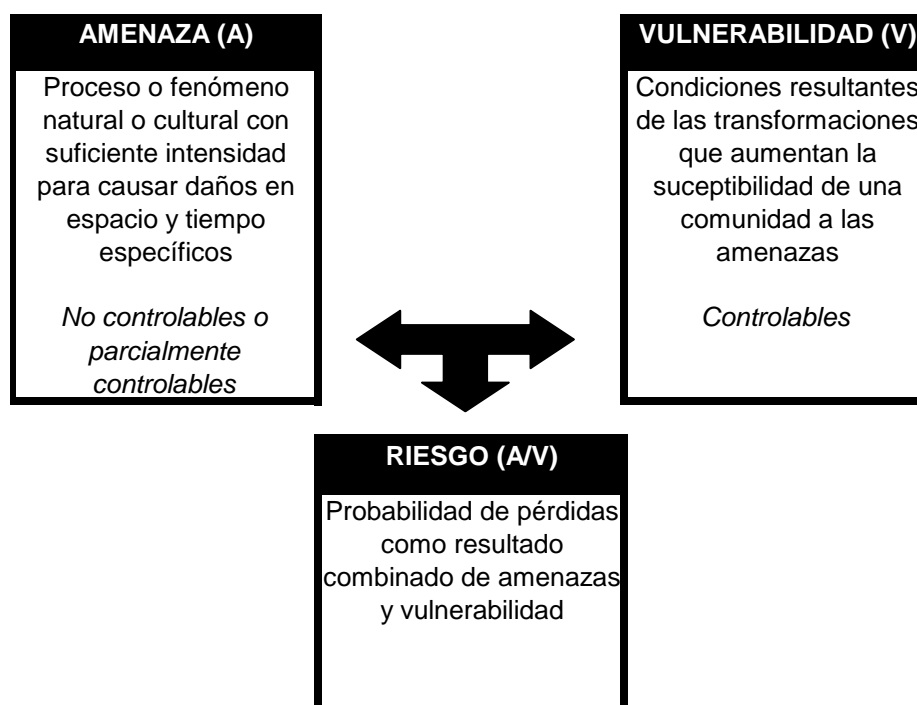 AMENAZA (A)
Proceso o fenómeno
natural o cultural con
suficiente intensidad
para causar daños en
espacio y tiempo
específicos
No controlables o
parcialmente
controlables
VULNERABILIDAD (V)
Condiciones resultantes
de las transformaciones
que aumentan la
suceptibilidad de una
comunidad a las
amenazas
Controlables
RIESGO (A/V)
Probabilidad de pérdidas
como resultado
combinado de amenazas
y vulnerabilidad